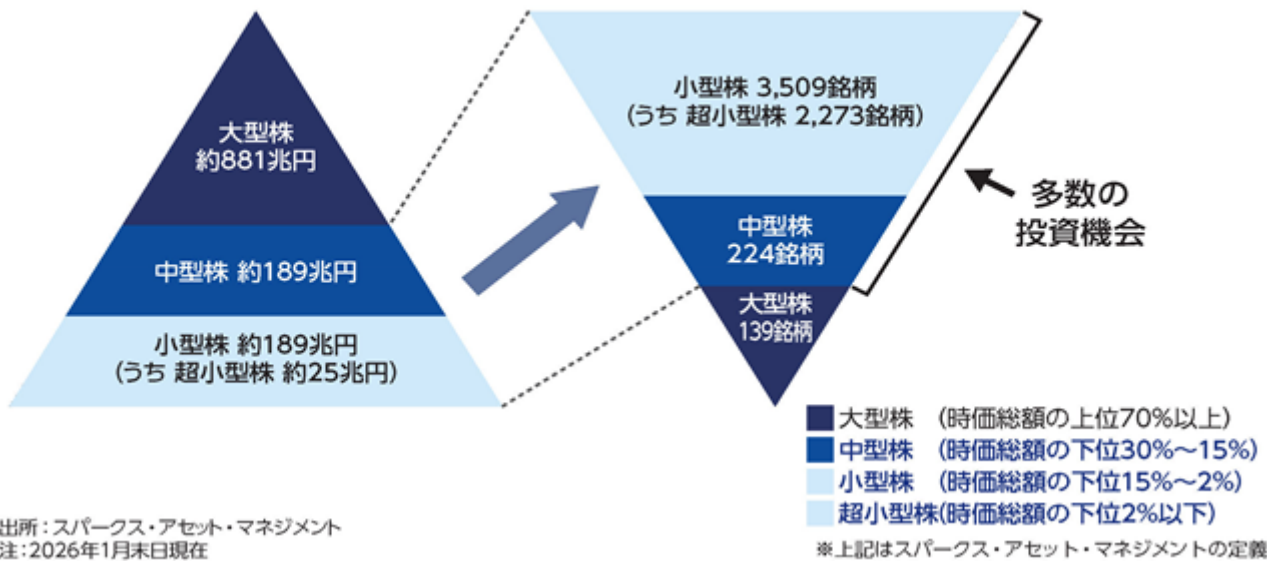 大型株
約881兆円
中型株 約189兆円
小型株 約189兆円
(うち 超小型株 約25兆円)
小型株 3,509銘柄
(うち 超小型株 2,273銘柄)
中型株
224銘柄
大型株
139銘柄
多数の
投資機会
大型株 (時価総額の上位70%以上)
中型株 (時価総額の下位30%～15%)
小型株 (時価総額の下位15%～2%)
超小型株(時価総額の下位2%以下)
※上記はスパークス・アセット・マネジメントの定義
出所：スパークス・アセット・マネジメント
注：2026年1月末日現在